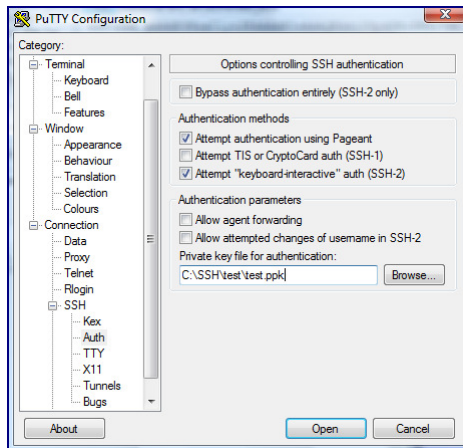 PuTTY Configuration
Category:
Terminal
Keyboard
Bell
Features
Window
Appearance
Behaviour
Translation
Selection
Colours
Connection
Data
Proxy
Telnet
Rlogin
SSH
Kex
Auth
TTY
X11
Tunnels
Bugs
Options controlling SSH authentication
Bypass authentication entirely (SSH-2 only)
Authentication methods
Attempt authentication using Pageant
Attempt TIS or CryptoCard auth (SSH-1)
Attempt "keyboard-interactive" auth (SSH-2)
Authentication parameters
Allow agent forwarding
Allow attempted changes of username in SSH-2
Private key file for authentication:
C:\SSH\test\test.ppk
Browse...
About
Open
Cancel